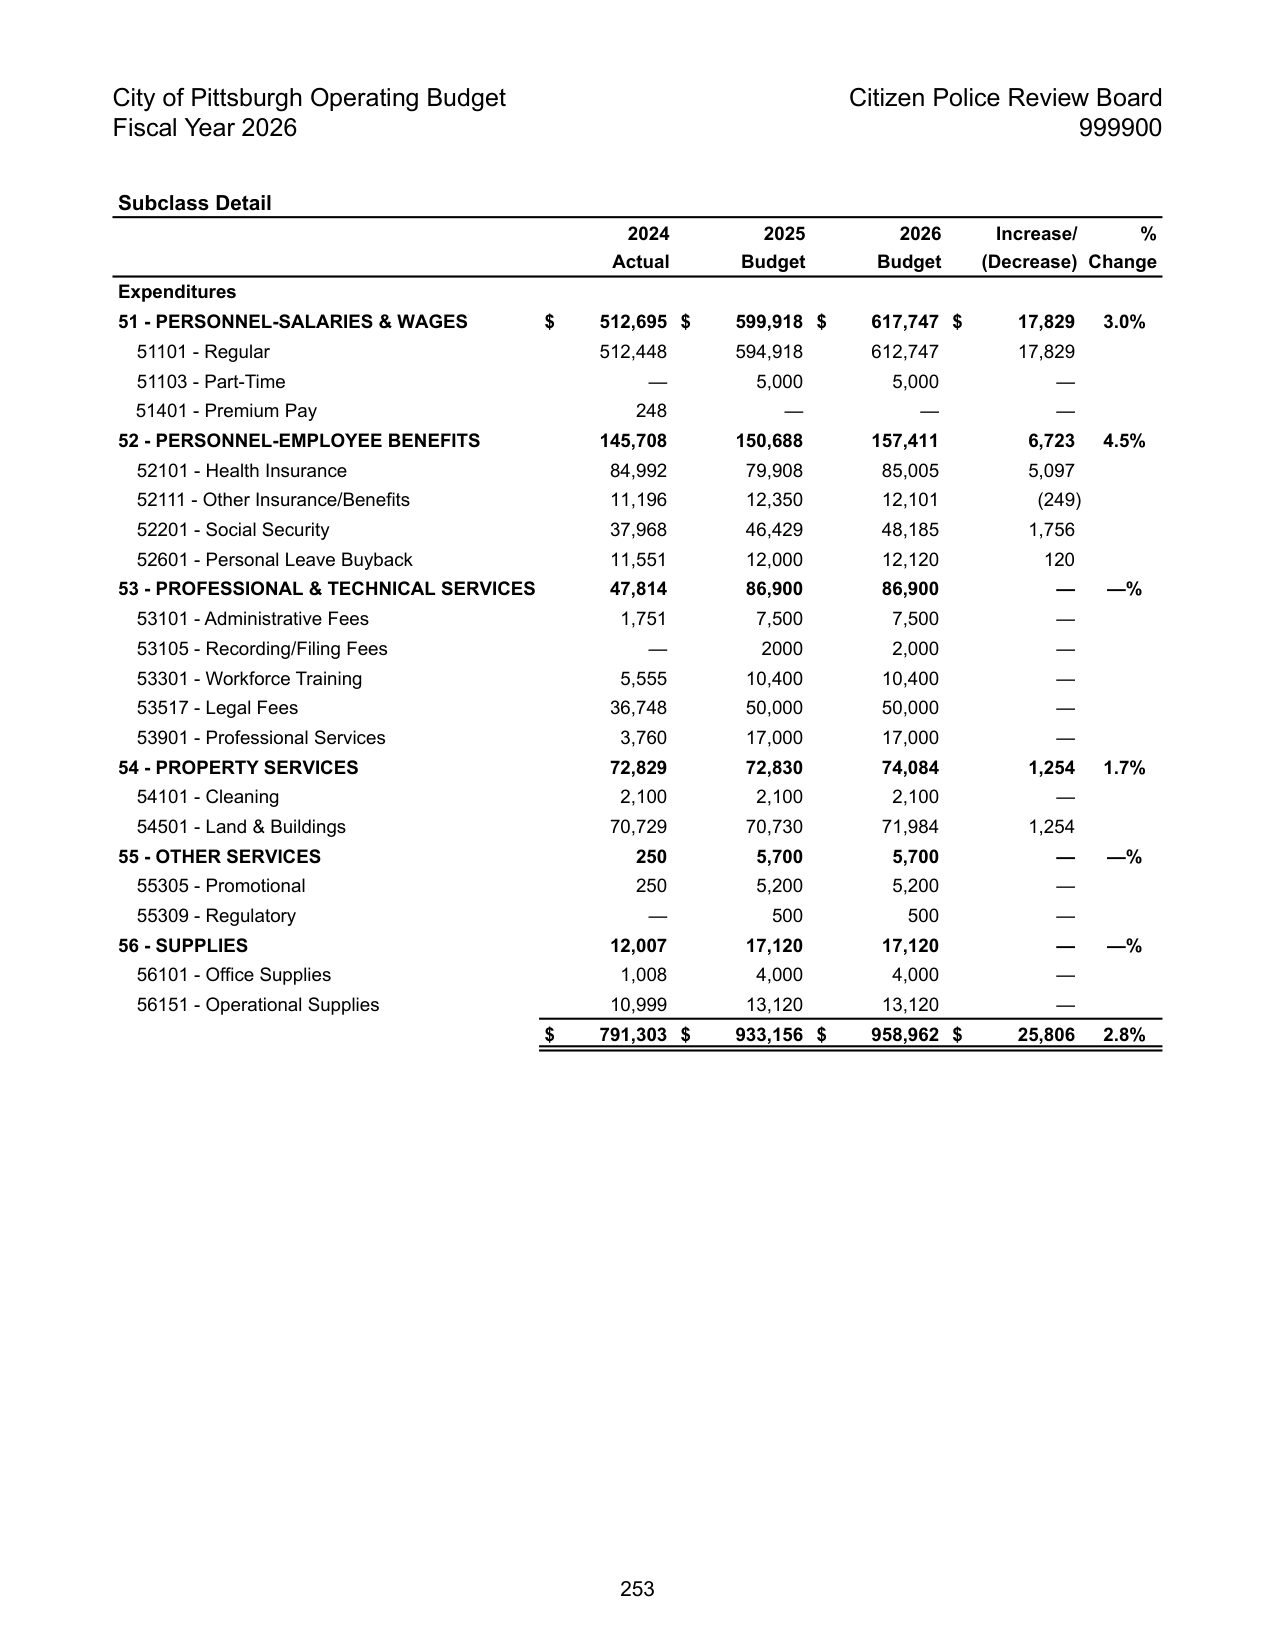 City of Pittsburgh Operating Budget Citizen Police Review Board
Fiscal Year 2026 999900
Subclass Detail
2024 2025 2026 Increase/ %
Actual Budget Budget (Decrease) Change
Expenditures
51 - PERSONNEL-SALARIES & WAGES $ 512,695 $ 599,918 $ 617,747 $ 17,829 3.0%
51101 - Regular 512,448 594,918 612,747 17,829
51103 - Part-Time — 5,000 5,000 —
51401 - Premium Pay 248 — — —
52 - PERSONNEL-EMPLOYEE BENEFITS 145,708 150,688 157,411 6,723 4.5%
52101 - Health Insurance 84,992 79,908 85,005 5,097
52111 - Other Insurance/Benefits 11,196 12,350 12,101 (249)
52201 - Social Security 37,968 46,429 48,185 1,756
52601 - Personal Leave Buyback 11,551 12,000 12,120 120
53 - PROFESSIONAL & TECHNICAL SERVICES 47,814 86,900 86,900 — —%
53101 - Administrative Fees 1,751 7,500 7,500 —
53105 - Recording/Filing Fees — 2000 2,000 —
53301 - Workforce Training 5,555 10,400 10,400 —
53517 - Legal Fees 36,748 50,000 50,000 —
53901 - Professional Services 3,760 17,000 17,000 —
54 - PROPERTY SERVICES 72,829 72,830 74,084 1,254 1.7%
54101 - Cleaning 2,100 2,100 2,100 —
54501 - Land & Buildings 70,729 70,730 71,984 1,254
55 - OTHER SERVICES 250 5,700 5,700 — —%
55305 - Promotional 250 5,200 5,200 —
55309 - Regulatory — 500 500 —
56 - SUPPLIES 12,007 17,120 17,120 — —%
56101 - Office Supplies 1,008 4,000 4,000 —
56151 - Operational Supplies 10,999 13,120 13,120 —
$ 791,303 $ 933,156 $ 958,962 $ 25,806 2.8%
253